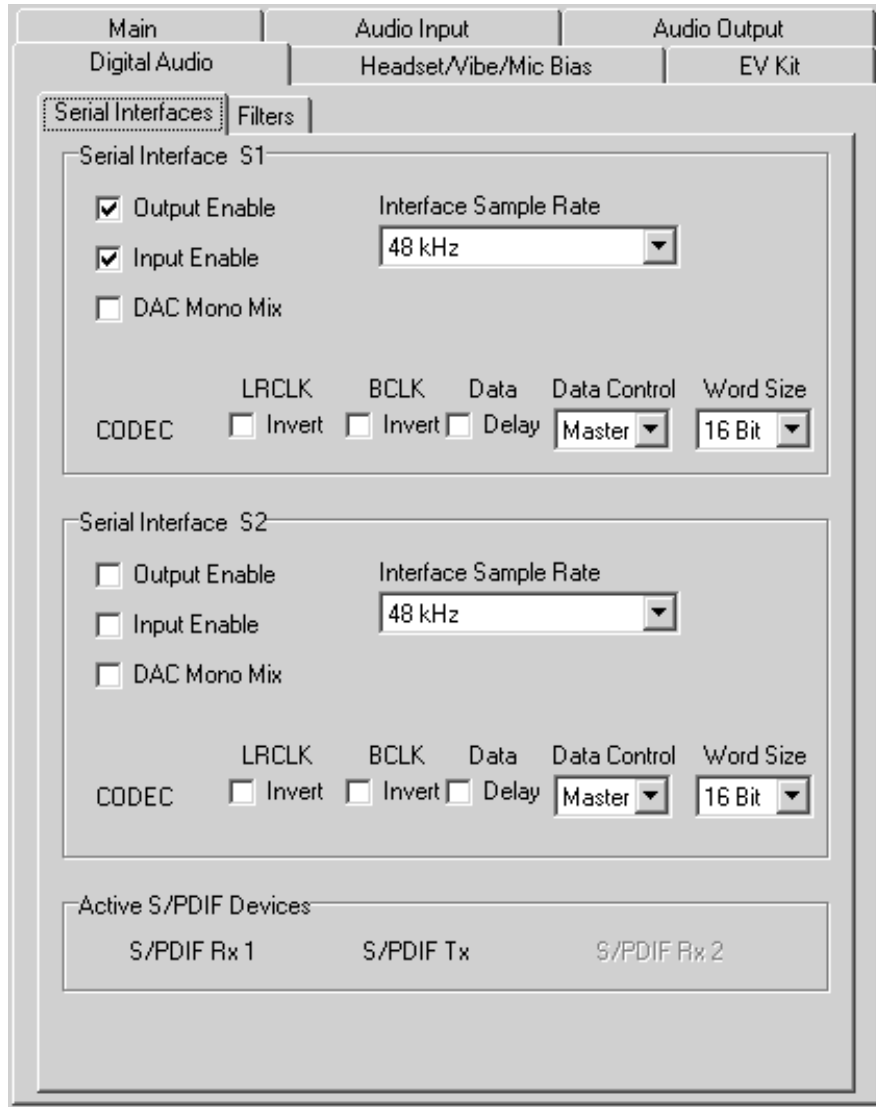 Main Audio Input Audio Output
Digital Audio Headset/Vibe/Mic Bias EV Kit
Serial Interfaces Filters
Serial Interface S1
Output Enable Interface Sample Rate
48 kHz
Input Enable
DAC Mono Mix
LRCLK BCLK Data Data Control Word Size
CODEC Invert Invert Delay Master 16 Bit
Serial Interface S2
Output Enable Interface Sample Rate
48 kHz
Input Enable
DAC Mono Mix
LRCLK BCLK Data Data Control Word Size
CODEC Invert Invert Delay Master 16 Bit
Active S/PDIF Devices
S/PDIF Rx 1 S/PDIF Tx S/PDIF Rx 2